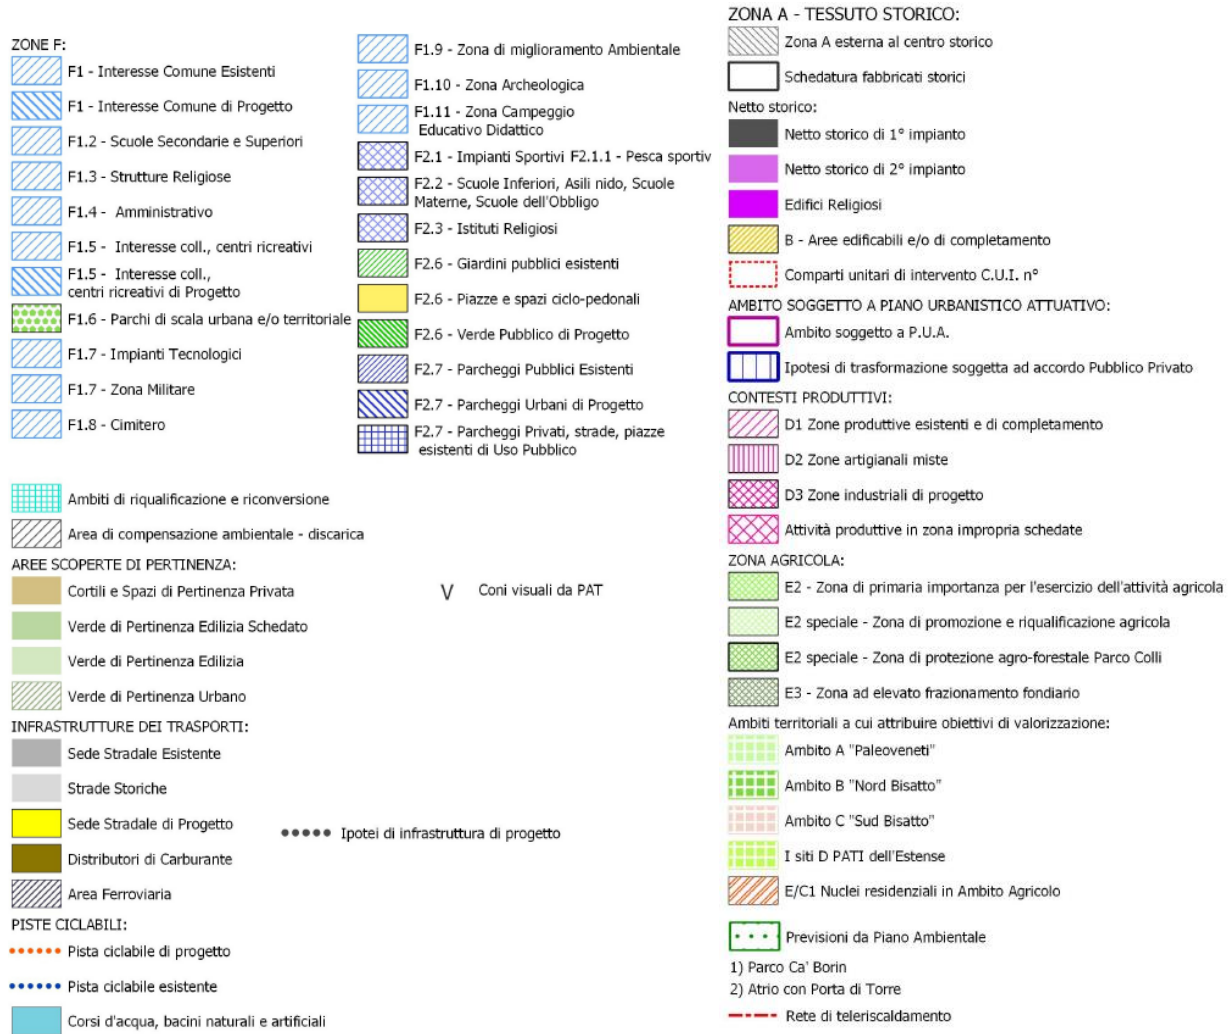 ZONE F:
F1 - Interesse Comune Esistenti
F1 - Interesse Comune di Progetto
F1.2 - Scuole Secondarie e Superiori
F1.3 - Strutture Religiose
F1.4 - Amministrativo
F1.5 - Interesse coll., centri ricreativi
F1.5 - Interesse coll.,
centri ricreativi di Progetto
F1.6 - Parchi di scala urbana e/o territoriale
F1.7 - Impianti Tecnologici
F1.7 - Zona Militare
F1.8 - Cimitero
F1.9 - Zona di miglioramento Ambientale
F1.10 - Zona Archeologica
F1.11 - Zona Campeggio
Educativo Didattico
F2.1 - Impianti Sportivi F2.1.1 - Pesca sportiv
F2.2 - Scuole Inferiori, Asili nido, Scuole
Materne, Scuole dell'Obbligo
F2.3 - Istituti Religiosi
F2.6 - Giardini pubblici esistenti
F2.6 - Piazze e spazi ciclo-pedonali
F2.6 - Verde Pubblico di Progetto
F2.7 - Parcheggi Pubblici Esistenti
F2.7 - Parcheggi Urbani di Progetto
F2.7 - Parcheggi Privati, strade, piazze
esistenti di Uso Pubblico
Ambiti di riqualificazione e riconversione
Area di compensazione ambientale - discarica
AREE SCOPERTE DI PERTINENZA:
Cortili e Spazi di Pertinenza Privata
Verde di Pertinenza Edilizia Schedato
Verde di Pertinenza Edilizia
Verde di Pertinenza Urbano
V Coni visuali da PAT
INFRASTRUTTURE DEI TRASPORTI:
Sede Stradale Esistente
Strade Storiche
Sede Stradale di Progetto
Distributori di Carburante
Area Ferroviaria
Ipotei di infrastruttura di progetto
PISTE CICLABILI:
Pista ciclabile di progetto
Pista ciclabile esistente
Corsi d'acqua, bacini naturali e artificiali
ZONA A - TESSUTO STORICO:
Zona A esterna al centro storico
Schedatura fabbricati storici
Netto storico:
Netto storico di 1° impianto
Netto storico di 2° impianto
Edifici Religiosi
B - Aree edificabili e/o di completamento
Comparti unitari di intervento C.U.I. n°
AMBITO SOGGETTO A PIANO URBANISTICO ATTUATIVO:
Ambito soggetto a P.U.A.
Ipotesi di trasformazione soggetta ad accordo Pubblico Privato
CONTESTI PRODUTTIVI:
D1 Zone produttive esistenti e di completamento
D2 Zone artigianali miste
D3 Zone industriali di progetto
Attività produttive in zona impropria schedate
ZONA AGRICOLA:
E2 - Zona di primaria importanza per l'esercizio dell'attività agricola
E2 speciale - Zona di promozione e riqualificazione agricola
E2 speciale - Zona di protezione agro-forestale Parco Colli
E3 - Zona ad elevato frazionamento fondiario
Ambiti territoriali a cui attribuire obiettivi di valorizzazione:
Ambito A "Paleoveneti"
Ambito B "Nord Bisatto"
Ambito C "Sud Bisatto"
I siti D PATI dell'Estense
E/C1 Nuclei residenziali in Ambito Agricolo
Previsioni da Piano Ambientale
1) Parco Ca' Borin
2) Atrio con Porta di Torre
Rete di teleriscaldamento